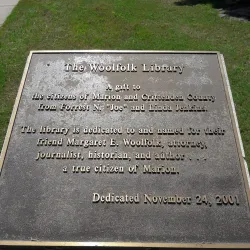 The Woolfolk Library
A gift to
the citizens of Marion and Crittenden County
from Forrest N. "Joe" and Linda Jenkins.
The library is dedicated to and named for their
friend Margaret E. Woolfolk, attorney,
journalist, historian, and author . . .
a true citizen of Marion.
Dedicated November 24, 2001